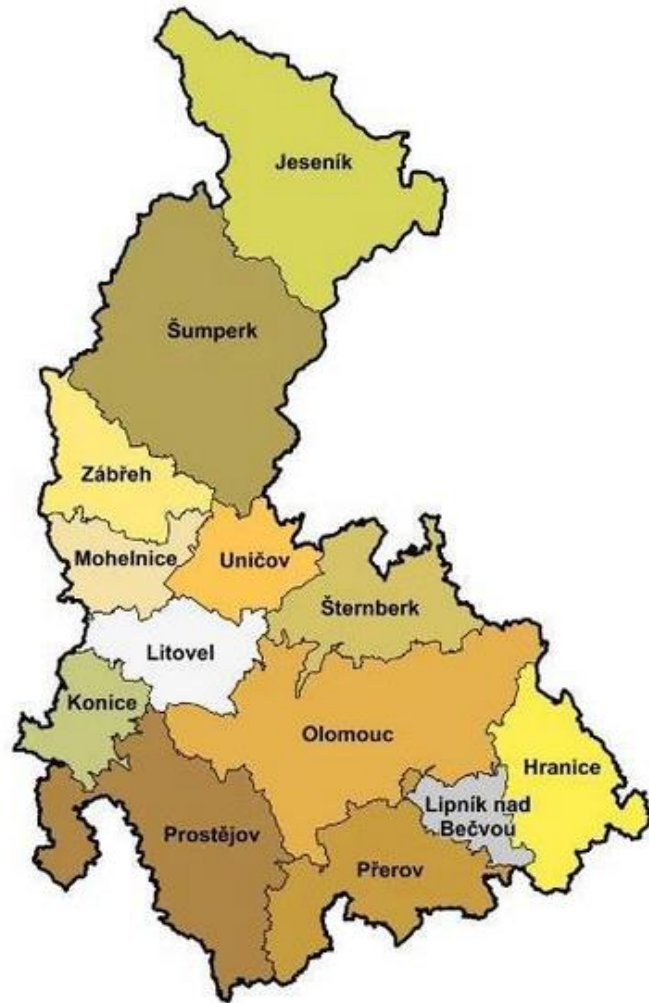 Jeseník
Šumperk
Zábřeh
Mohelnice
Uničov
Šternberk
Litovel
Konice
Olomouc
Hranice
Lipník nad
Bečvou
Prostějov
Přerov